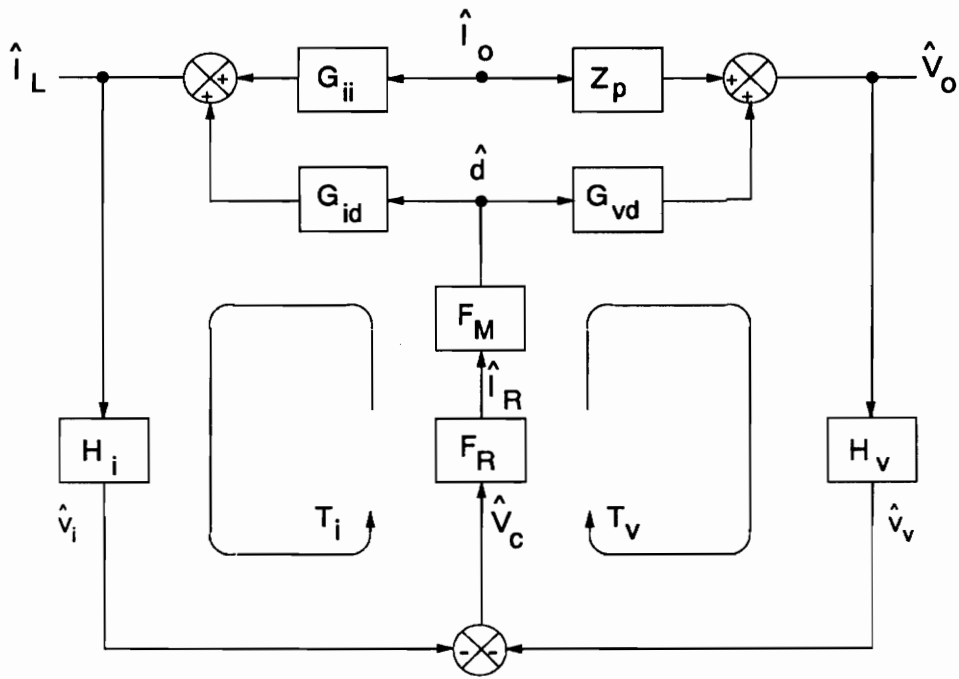 Î_L
G_ii
Î_o
Z_p
V̂_o
G_id
d̂
G_vd
F_M
Î_R
H_i
F_R
H_v
v̂_i
T_i
V̂_c
T_v
v̂_v
+ + + +
- -